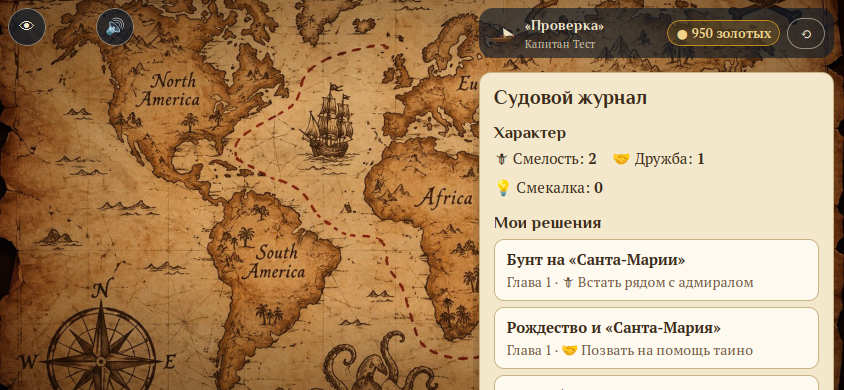 «Проверка»
Капитан Тест
950 золотых
North
America
Eu
Africa
South
America
N
W
E
Судовой журнал
Характер
Смелость: 2 Дружба: 1
Смекалка: 0
Мои решения
Бунт на «Санта-Марии»
Глава 1 · Встать рядом с адмиралом
Рождество и «Санта-Мария»
Глава 1 · Позвать на помощь таино